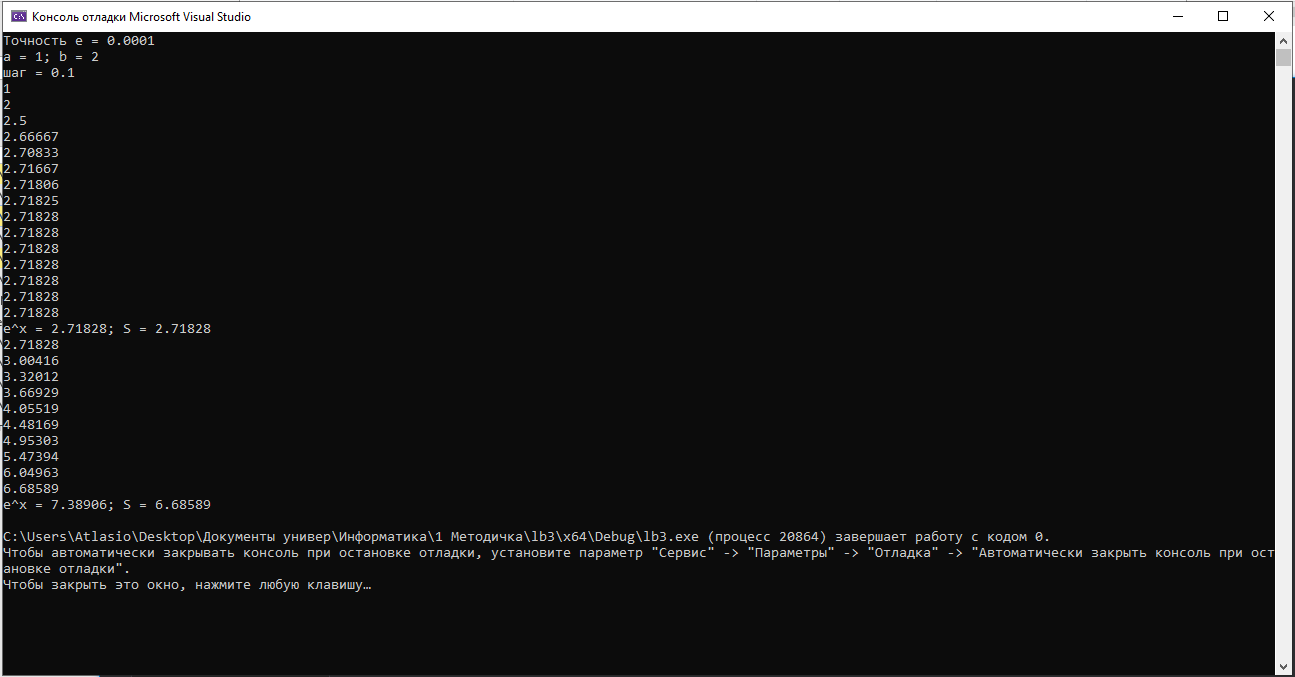 Консоль отладки Microsoft Visual Studio
Точность e = 0.0001
a = 1; b = 2
шаг = 0.1
1
2
2.5
2.66667
2.70833
2.71667
2.71806
2.71825
2.71828
2.71828
2.71828
2.71828
2.71828
2.71828
2.71828
e^x = 2.71828; S = 2.71828
2.71828
3.00416
3.32012
3.66929
4.05519
4.48169
4.95303
5.47394
6.04963
6.68589
e^x = 7.38906; S = 6.68589
C:\Users\Atlasio\Desktop\Документы универ\Информатика\1 Методичка\lb3\x64\Debug\lb3.exe (процесс 20864) завершает работу с кодом 0.
Чтобы автоматически закрывать консоль при остановке отладки, установите параметр "Сервис" -> "Параметры" -> "Отладка" -> "Автоматически закрыть консоль при ост
ановке отладки".
Чтобы закрыть это окно, нажмите любую клавишу…